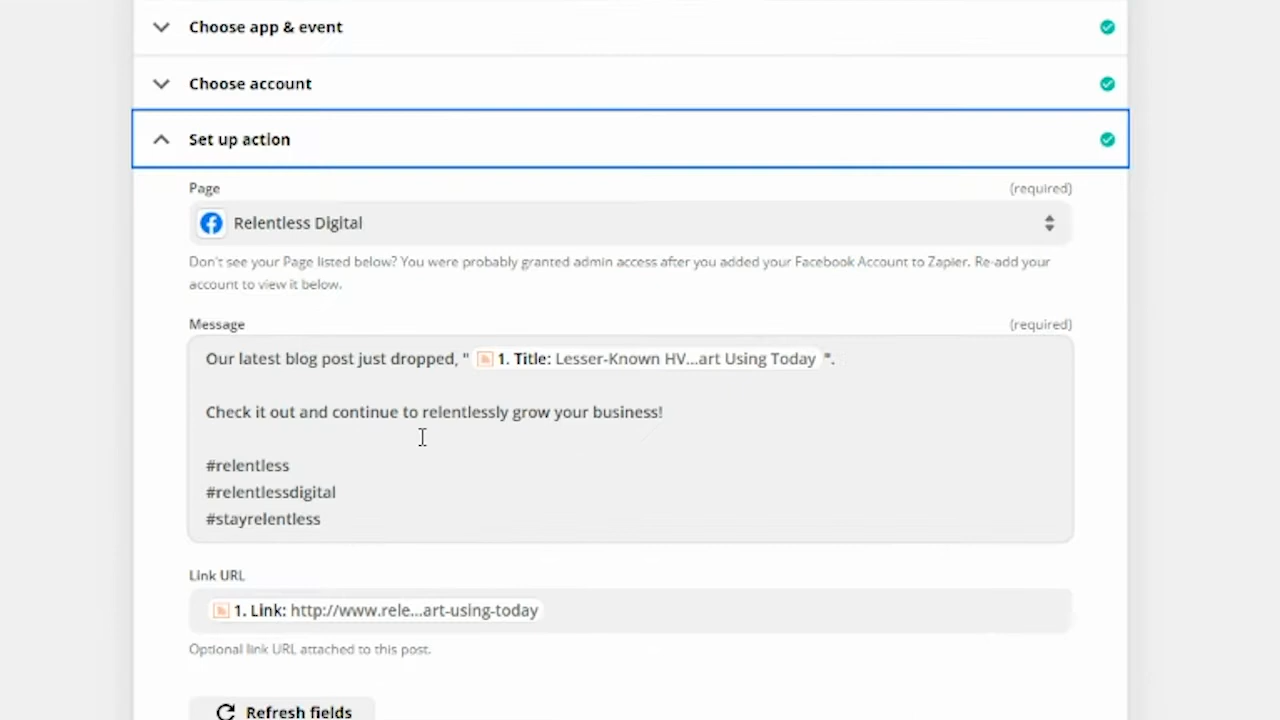 Choose app & event
Choose account
Set up action
Page (required)
Relentless Digital
Don't see your Page listed below? You were probably granted admin access after you added your Facebook Account to Zapier. Re-add your
account to view it below.
Message (required)
Our latest blog post just dropped, " 1. Title: Lesser-Known HV...art Using Today ".
Check it out and continue to relentlessly grow your business!
#relentless
#relentlessdigital
#stayrelentless
Link URL
1. Link: http://www.rele...art-using-today
Optional link URL attached to this post.
Refresh fields